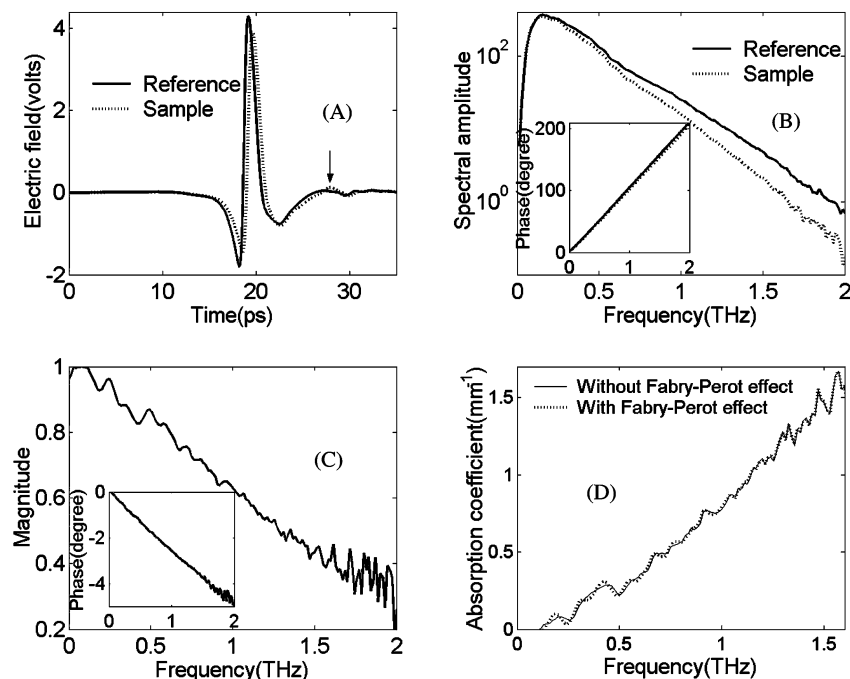 4
2
0
-2
Electric field(volts)
Reference
Sample
(A)
0
10
20
30
Time(ps)
10^2
10^0
Spectral amplitude
Reference
Sample
(B)
200
100
0
Phase(degree)
0
1
2
0
0.5
1
1.5
2
Frequency(THz)
1
0.8
0.6
0.4
0.2
Magnitude
(C)
0
-2
-4
Phase(degree)
0
1
2
0
0.5
1
1.5
2
Frequency(THz)
1.5
1
0.5
0
Absorption coefficient(mm^-1)
Without Fabry-Perot effect
With Fabry-Perot effect
(D)
0
0.5
1
1.5
Frequency(THz)